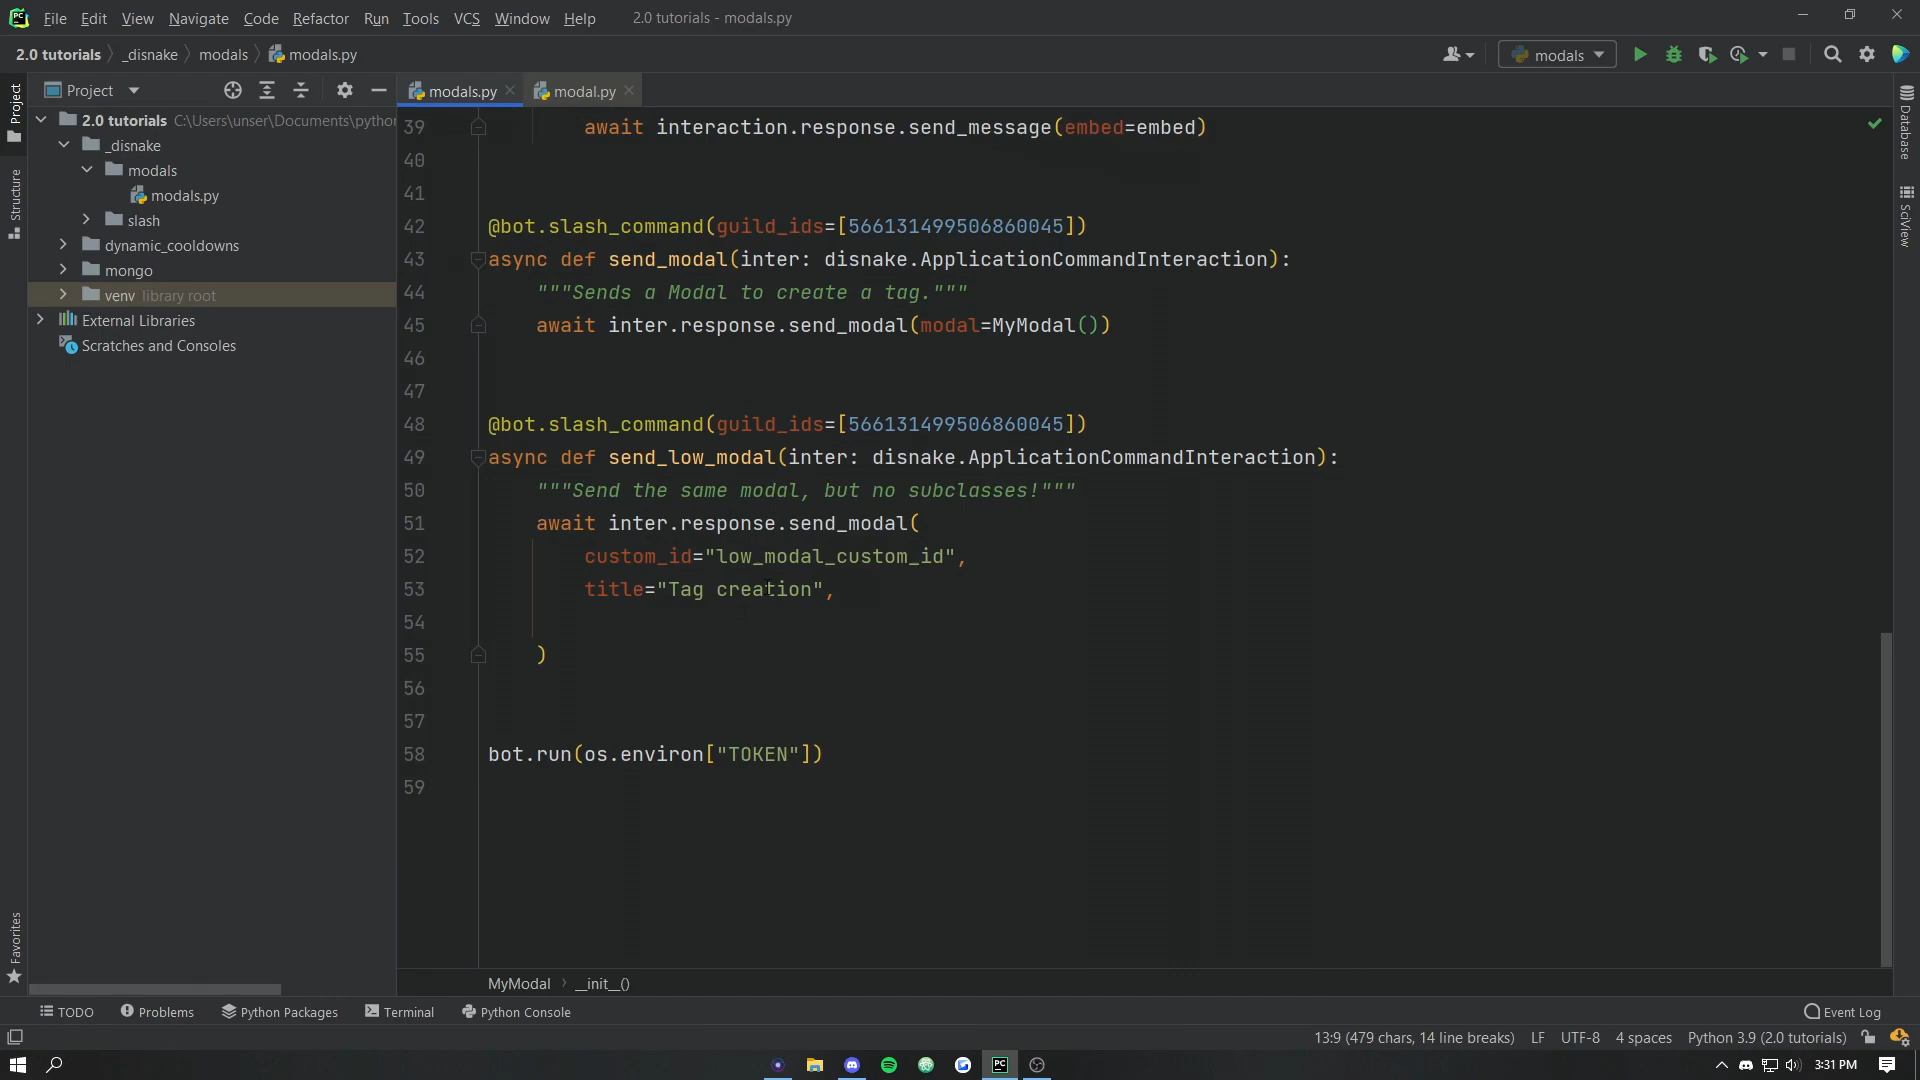 PC File Edit View Navigate Code Refactor Run Tools VCS Window Help 2.0 tutorials - modals.py
2.0 tutorials _disnake modals modals.py
modals
Project
modals.py modal.py
2.0 tutorials C:\Users\unser\Documents\pythor
_disnake
modals
modals.py
slash
dynamic_cooldowns
mongo
venv library root
External Libraries
Scratches and Consoles
Project
Structure
Favorites
Database
SciView
39 await interaction.response.send_message(embed=embed)
40
41
42 @bot.slash_command(guild_ids=[566131499506860045])
43 async def send_modal(inter: disnake.ApplicationCommandInteraction):
44 """Sends a Modal to create a tag."""
45 await inter.response.send_modal(modal=MyModal())
46
47
48 @bot.slash_command(guild_ids=[566131499506860045])
49 async def send_low_modal(inter: disnake.ApplicationCommandInteraction):
50 """Send the same modal, but no subclasses!"""
51 await inter.response.send_modal(
52 custom_id="low_modal_custom_id",
53 title="Tag creation",
54
55 )
56
57
58 bot.run(os.environ["TOKEN"])
59
MyModal __init__()
TODO Problems Python Packages Terminal Python Console Event Log
13:9 (479 chars, 14 line breaks) LF UTF-8 4 spaces Python 3.9 (2.0 tutorials)
PC 3:31 PM